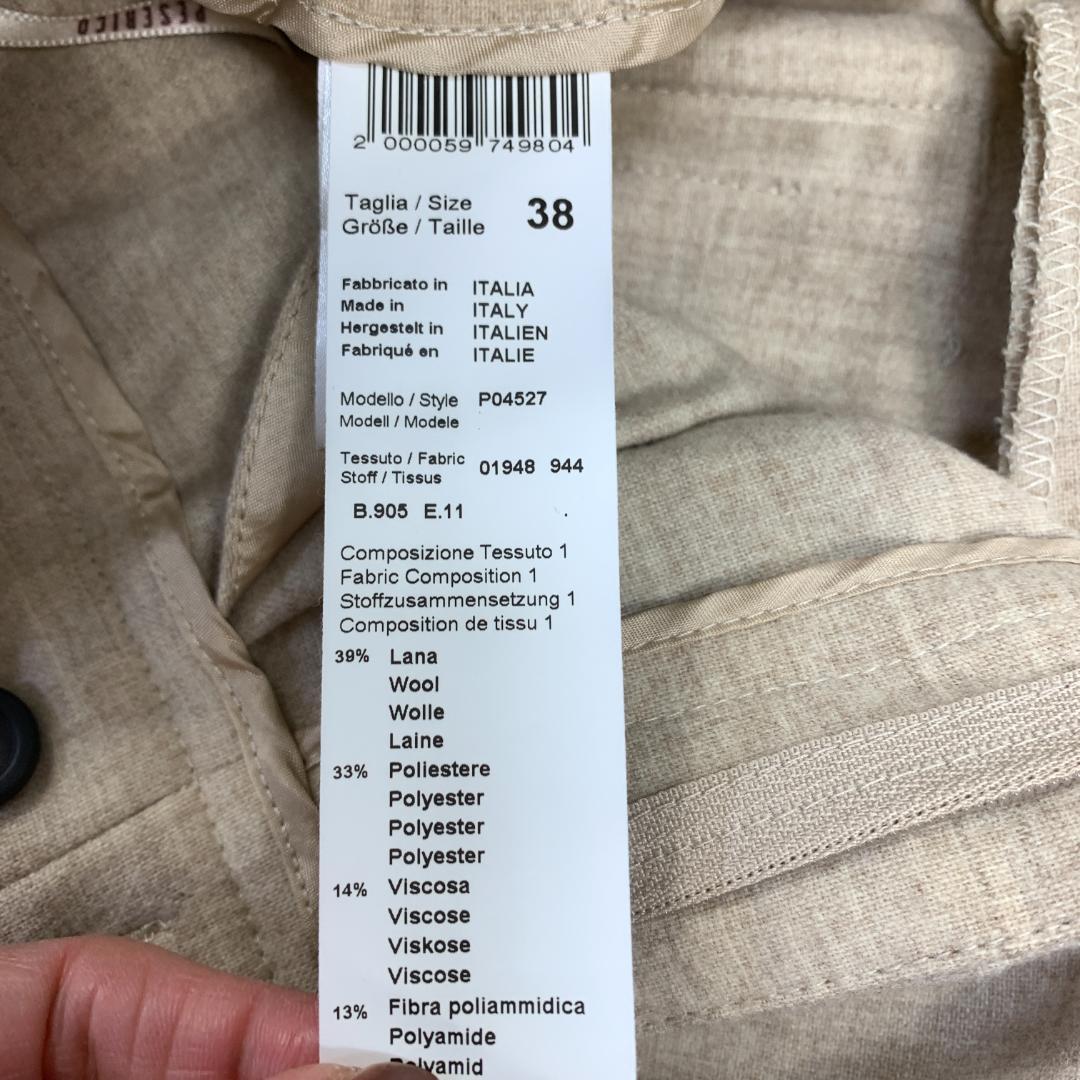 PESERICO
2 000059 749804
Taglia / Size 38
Größe / Taille
Fabbricato in ITALIA
Made in ITALY
Hergestelt in ITALIEN
Fabriqué en ITALIE
Modello / Style P04527
Modell / Modele
Tessuto / Fabric 01948 944
Stoff / Tissus
B.905 E.11
Composizione Tessuto 1
Fabric Composition 1
Stoffzusammensetzung 1
Composition de tissu 1
39% Lana
Wool
Wolle
Laine
33% Poliestere
Polyester
Polyester
Polyester
14% Viscosa
Viscose
Viskose
Viscose
13% Fibra poliammidica
Polyamide
Polyamid